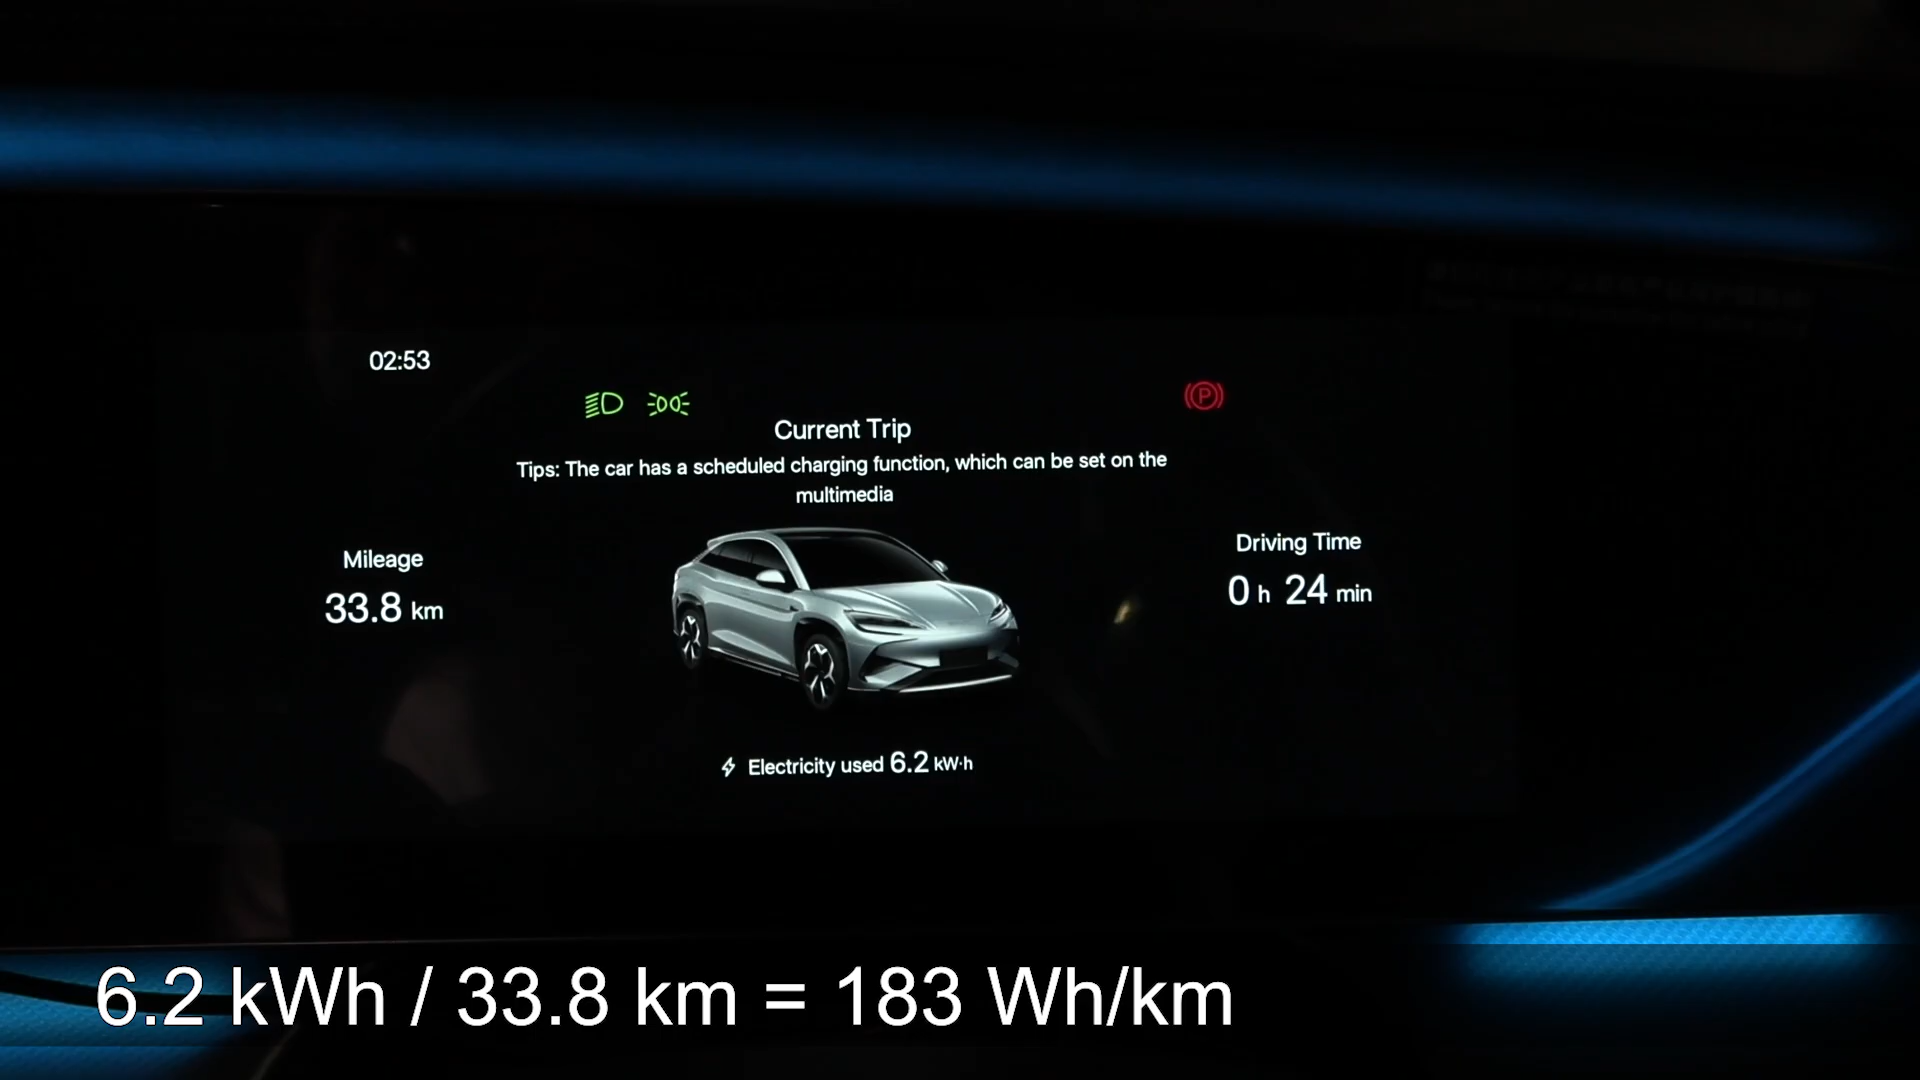 02:53
Current Trip
Tips: The car has a scheduled charging function, which can be set on the
multimedia
Mileage
33.8 km
Driving Time
0 h 24 min
Electricity used 6.2 kW·h
6.2 kWh / 33.8 km = 183 Wh/km